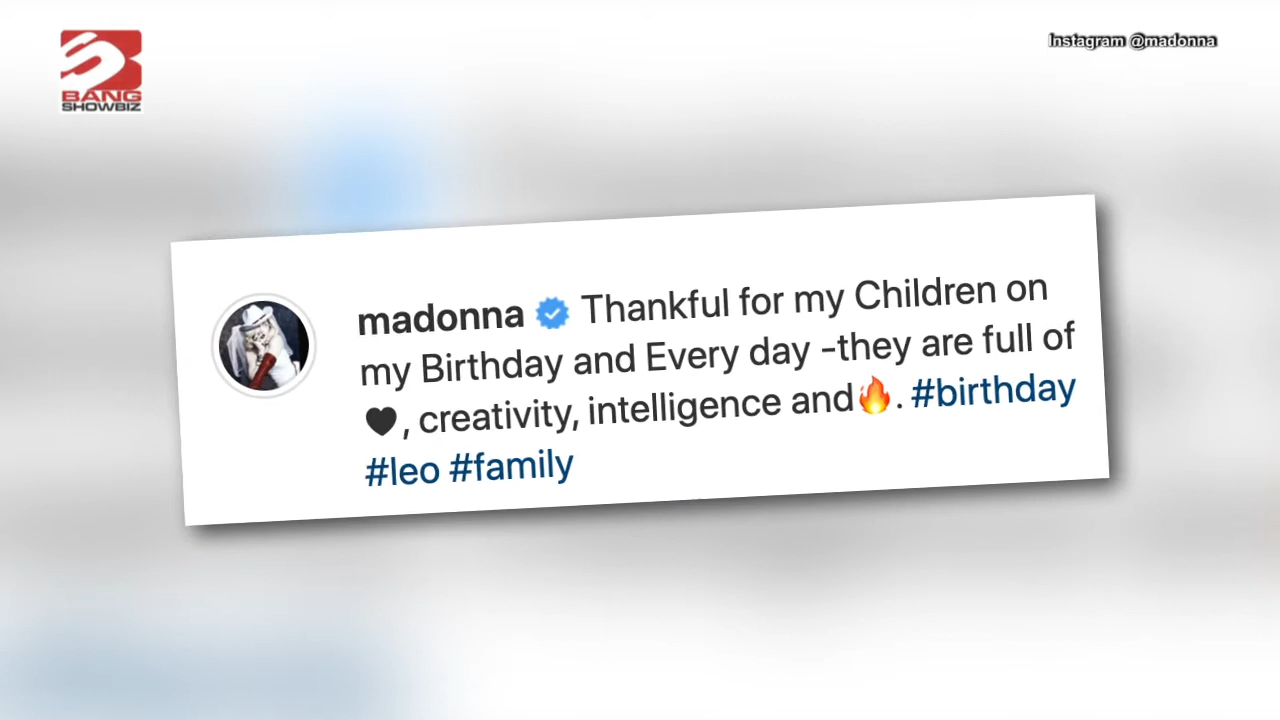 BANG
SHOWBIZ
Instagram @madonna
madonna Thankful for my Children on
my Birthday and Every day -they are full of
🖤, creativity, intelligence and🔥. #birthday
#leo #family